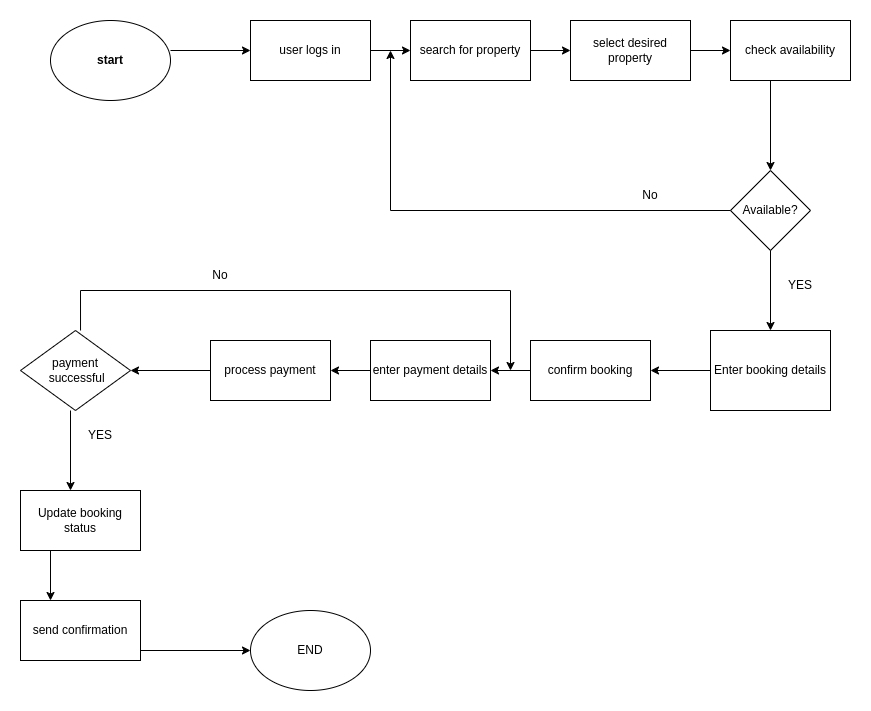 start
user logs in
search for property
select desired
property
check availability
No
Available?
YES
No
payment
successful
process payment
enter payment details
confirm booking
Enter booking details
YES
Update booking
status
send confirmation
END